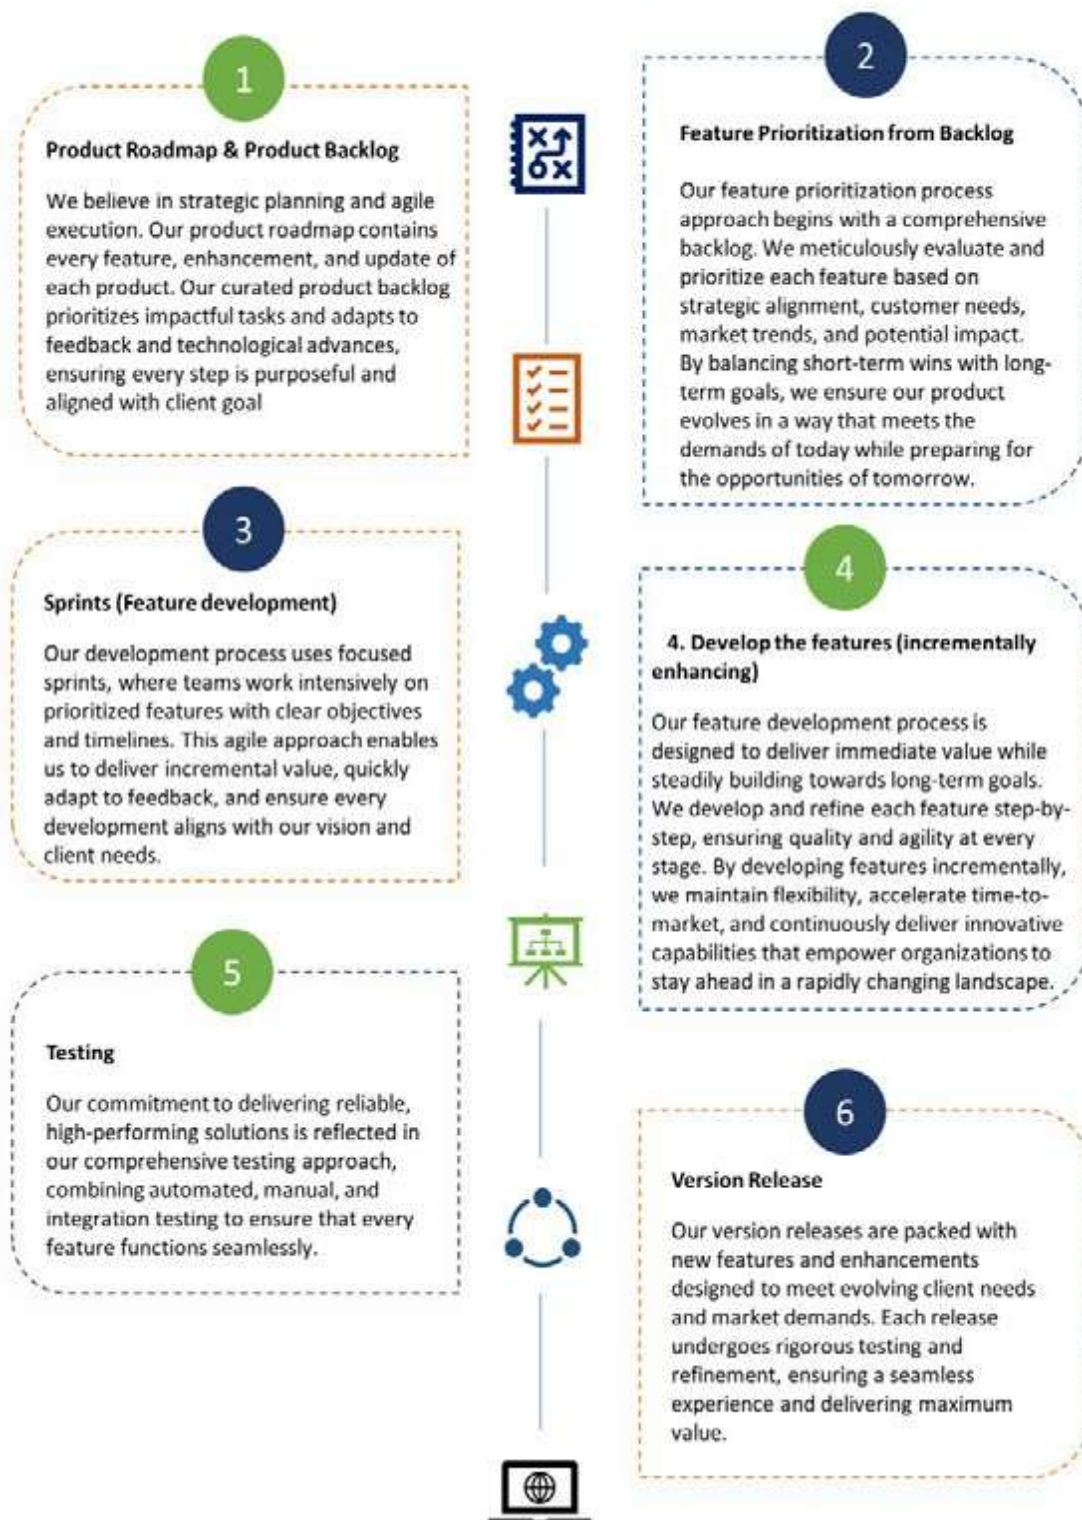 1
Product Roadmap & Product Backlog
We believe in strategic planning and agile
execution. Our product roadmap contains
every feature, enhancement, and update of
each product. Our curated product backlog
prioritizes impactful tasks and adapts to
feedback and technological advances,
ensuring every step is purposeful and
aligned with client goal
2
Feature Prioritization from Backlog
Our feature prioritization process
approach begins with a comprehensive
backlog. We meticulously evaluate and
prioritize each feature based on
strategic alignment, customer needs,
market trends, and potential impact.
By balancing short-term wins with long-
term goals, we ensure our product
evolves in a way that meets the
demands of today while preparing for
the opportunities of tomorrow.
3
Sprints (Feature development)
Our development process uses focused
sprints, where teams work intensively on
prioritized features with clear objectives
and timelines. This agile approach enables
us to deliver incremental value, quickly
adapt to feedback, and ensure every
development aligns with our vision and
client needs.
4
4. Develop the features (incrementally
enhancing)
Our feature development process is
designed to deliver immediate value while
steadily building towards long-term goals.
We develop and refine each feature step-by-
step, ensuring quality and agility at every
stage. By developing features incrementally,
we maintain flexibility, accelerate time-to-
market, and continuously deliver innovative
capabilities that empower organizations to
stay ahead in a rapidly changing landscape.
5
Testing
Our commitment to delivering reliable,
high-performing solutions is reflected in
our comprehensive testing approach,
combining automated, manual, and
integration testing to ensure that every
feature functions seamlessly.
6
Version Release
Our version releases are packed with
new features and enhancements
designed to meet evolving client needs
and market demands. Each release
undergoes rigorous testing and
refinement, ensuring a seamless
experience and delivering maximum
value.